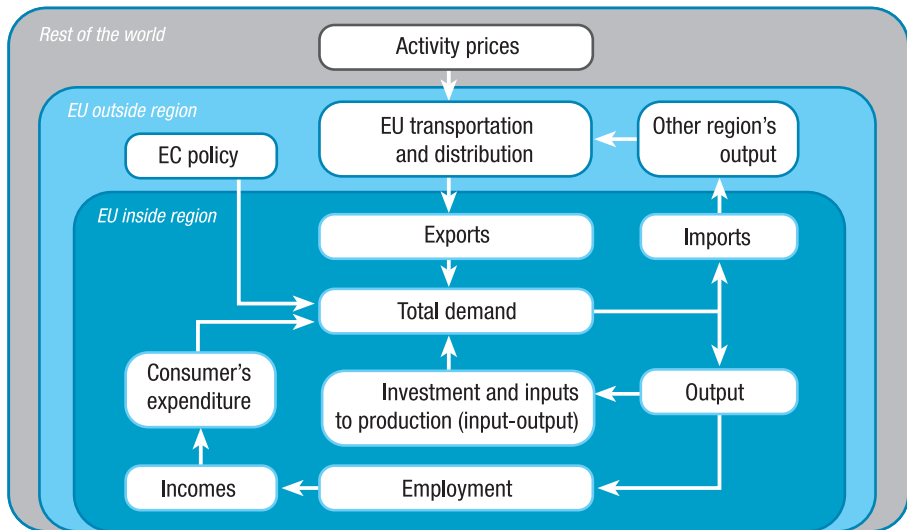 Rest of the world
Activity prices
EU outside region
EU transportation
and distribution
Other region's
output
EC policy
EU inside region
Exports
Imports
Total demand
Consumer's
expenditure
Investment and inputs
to production (input-output)
Output
Incomes
Employment